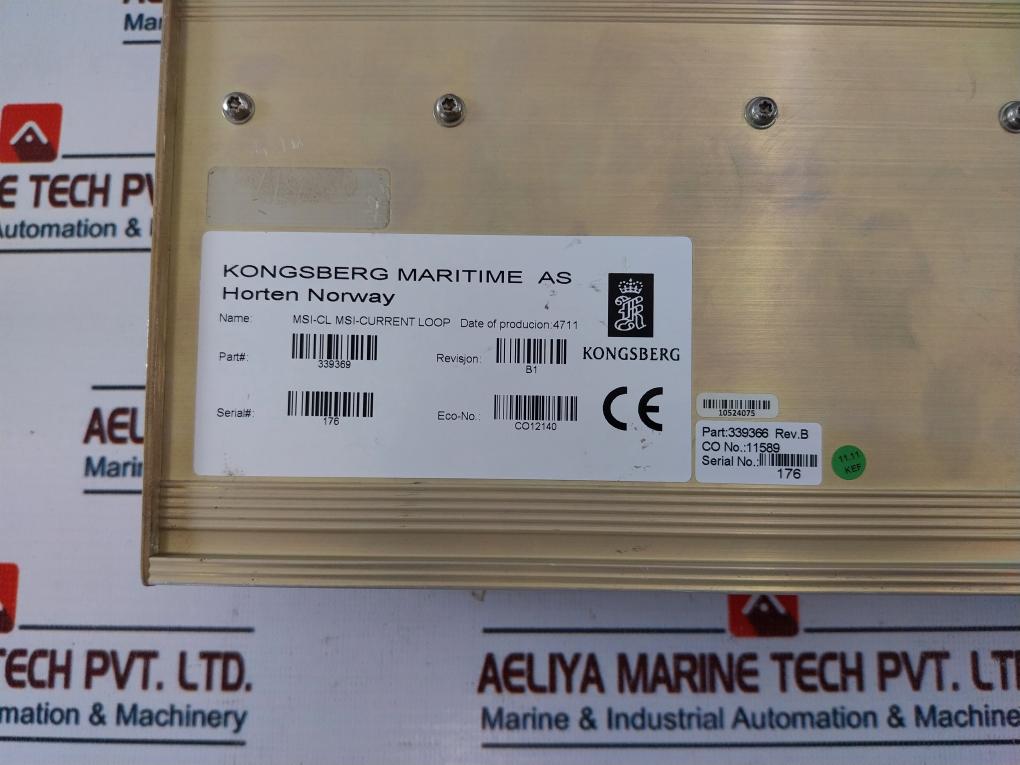 Mar
E TECH PV
Automation &
KONGSBERG MARITIME AS
Horten Norway
Name: MSI-CL MSI-CURRENT LOOP Date of producion:4711
Part#: 339369 Revisjon: B1
KONGSBERG
Serial#: 176 Eco-No.: CO12140
CE
10524075
Part:339366 Rev.B
CO No.:11589
Serial No.: 176
11.11
KEF
AEL
Marin
TECH PVT. LTD.
mation & Machinery
AELIYA MARINE TECH PVT. LT
Marine & Industrial Automation & Machine